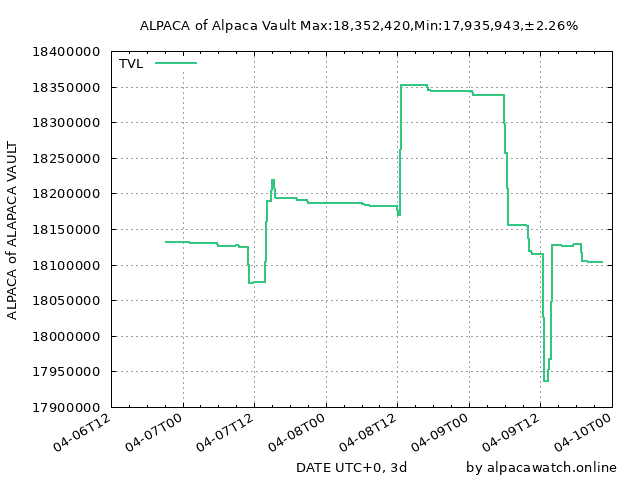 ALPACA of Alpaca Vault Max:18,352,420,Min:17,935,943,±2.26%
TVL
ALPACA of ALAPACA VAULT
18400000
18350000
18300000
18250000
18200000
18150000
18100000
18050000
18000000
17950000
17900000
04-06T12
04-07T00
04-07T12
04-08T00
04-08T12
04-09T00
04-09T12
04-10T00
DATE UTC+0, 3d
by alpacawatch.online